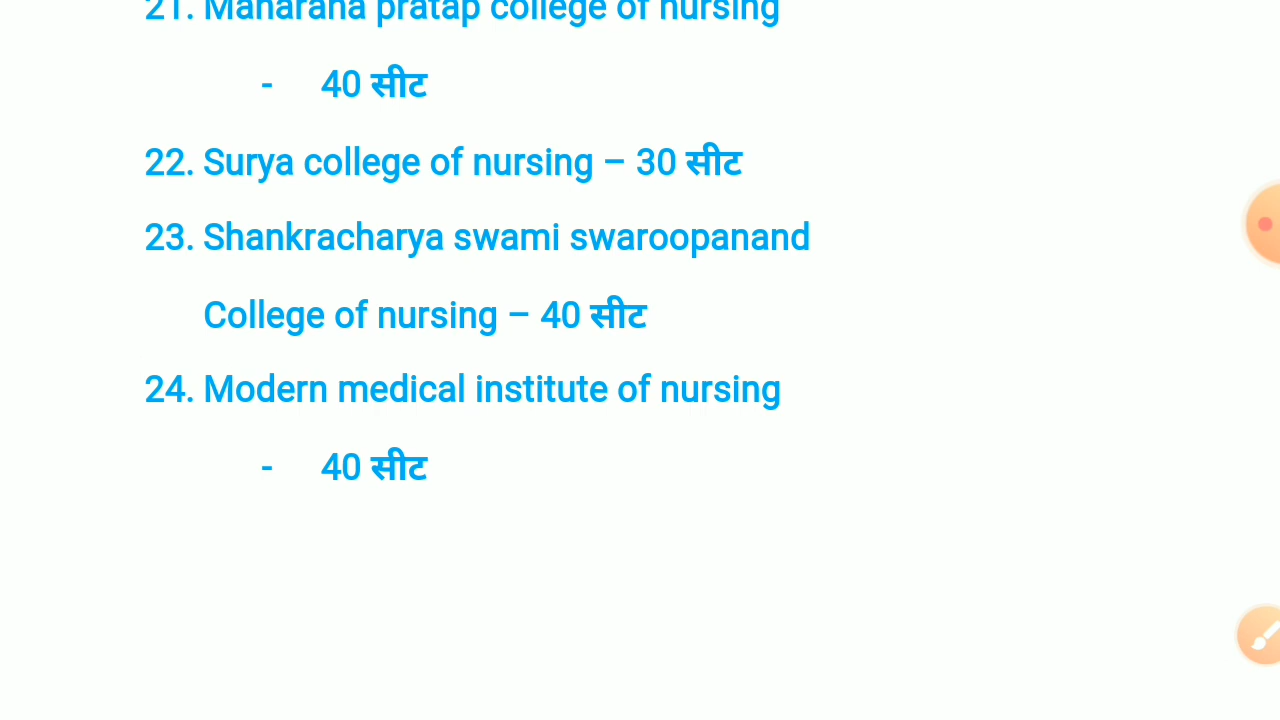 21. Maharana pratap college of nursing
- 40 सीट
22. Surya college of nursing – 30 सीट
23. Shankracharya swami swaroopanand
College of nursing – 40 सीट
24. Modern medical institute of nursing
- 40 सीट